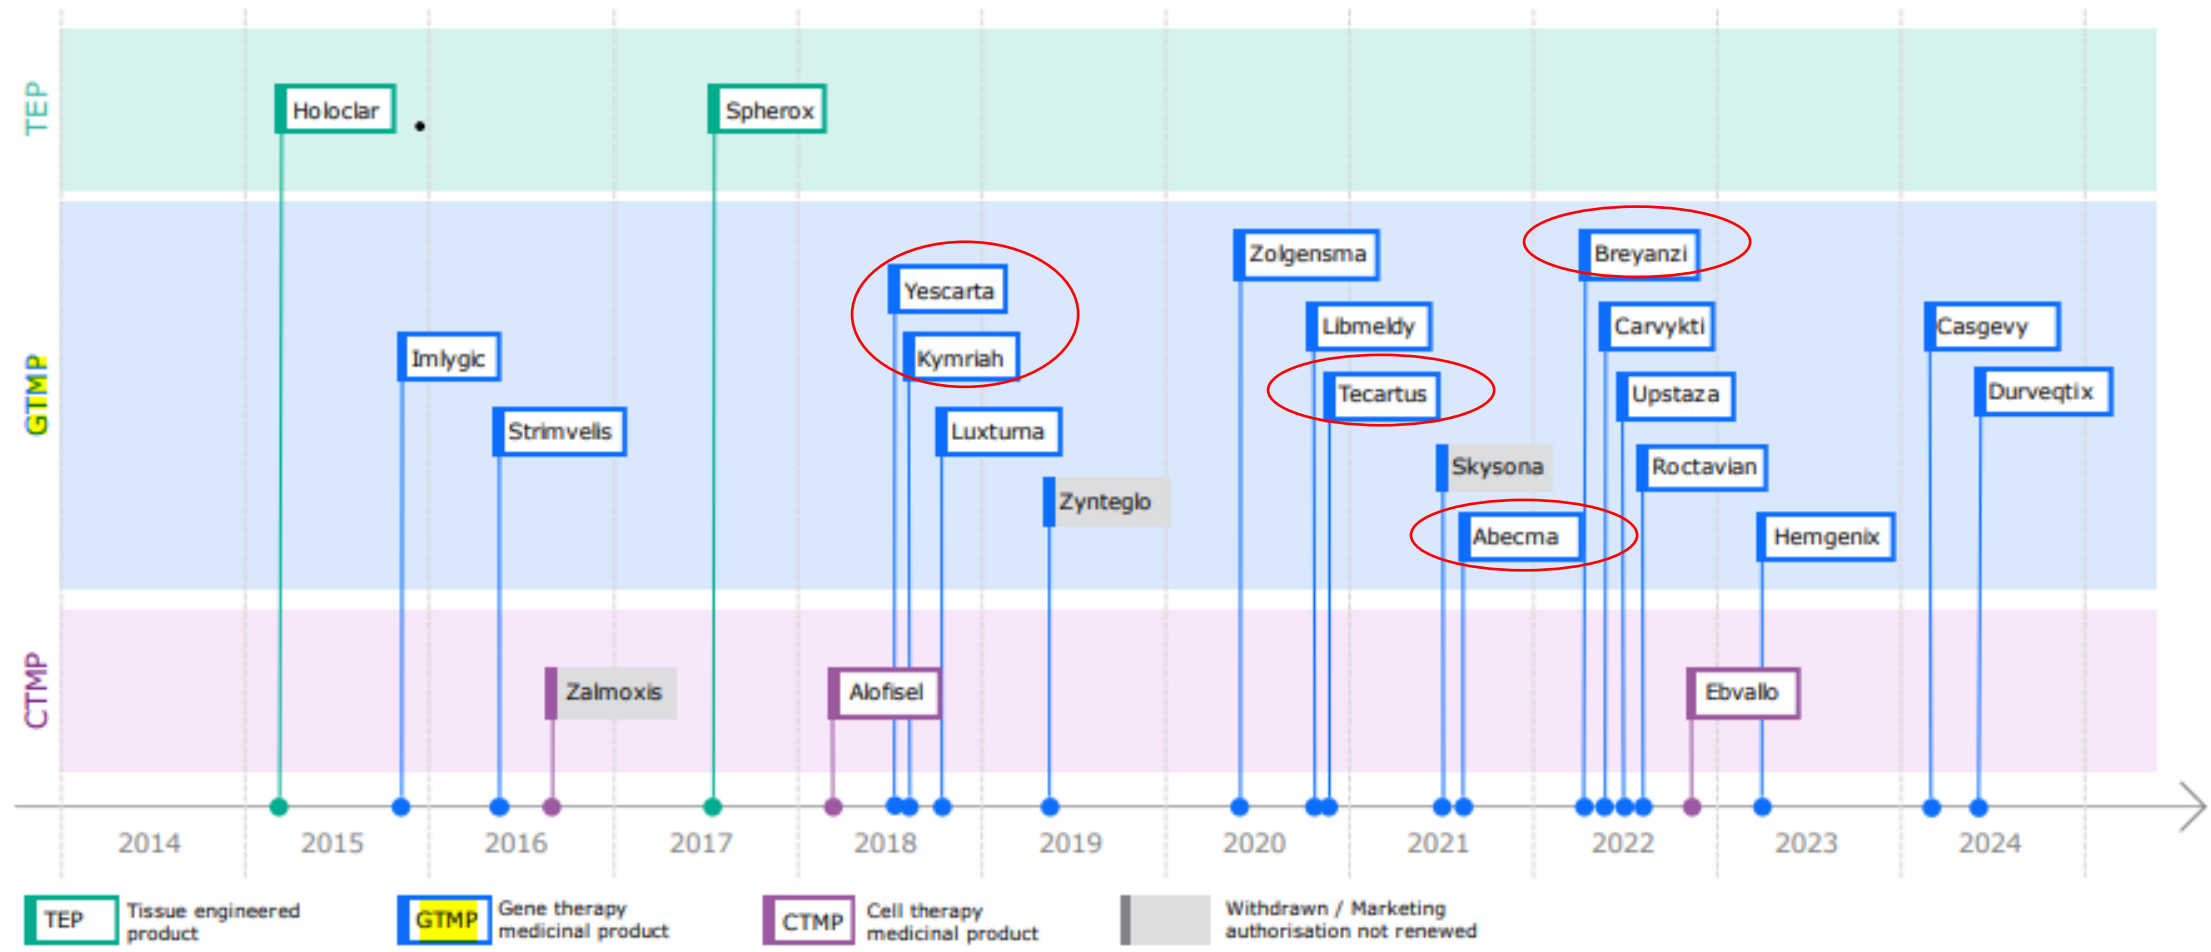 TEP
Holoclar
Spherox
GTMP
Zolgensma
Breyanzi
Yescarta
Libmeldy
Carvykti
Casgevy
Imlygic
Kymriah
Tecartus
Upstaza
Durveqtix
Strimvelis
Luxturna
Skysona
Roctavian
Zynteglo
Abecma
Hemgenix
CTMP
Zalmoxis
Alofisel
Ebvallo
2014 2015 2016 2017 2018 2019 2020 2021 2022 2023 2024
TEP
Tissue engineered
product
GTMP
Gene therapy
medicinal product
CTMP
Cell therapy
medicinal product
Withdrawn / Marketing
authorisation not renewed